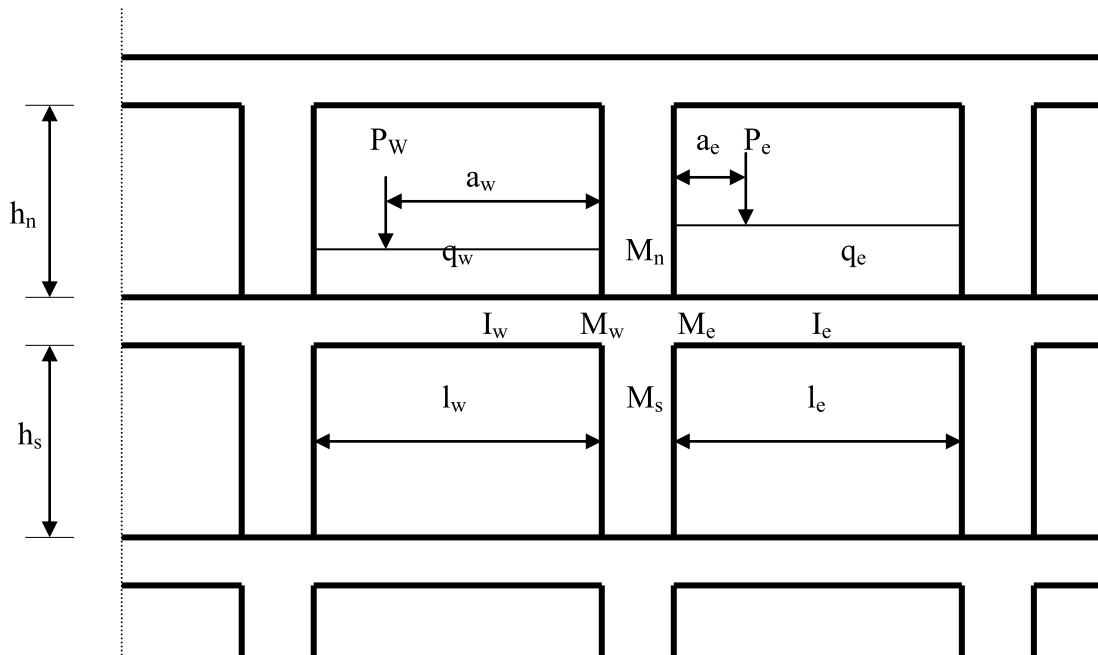 P_W
a_e
P_e
a_w
h_n
q_w
M_n
q_e
I_w
M_w
M_e
I_e
l_w
M_s
l_e
h_s